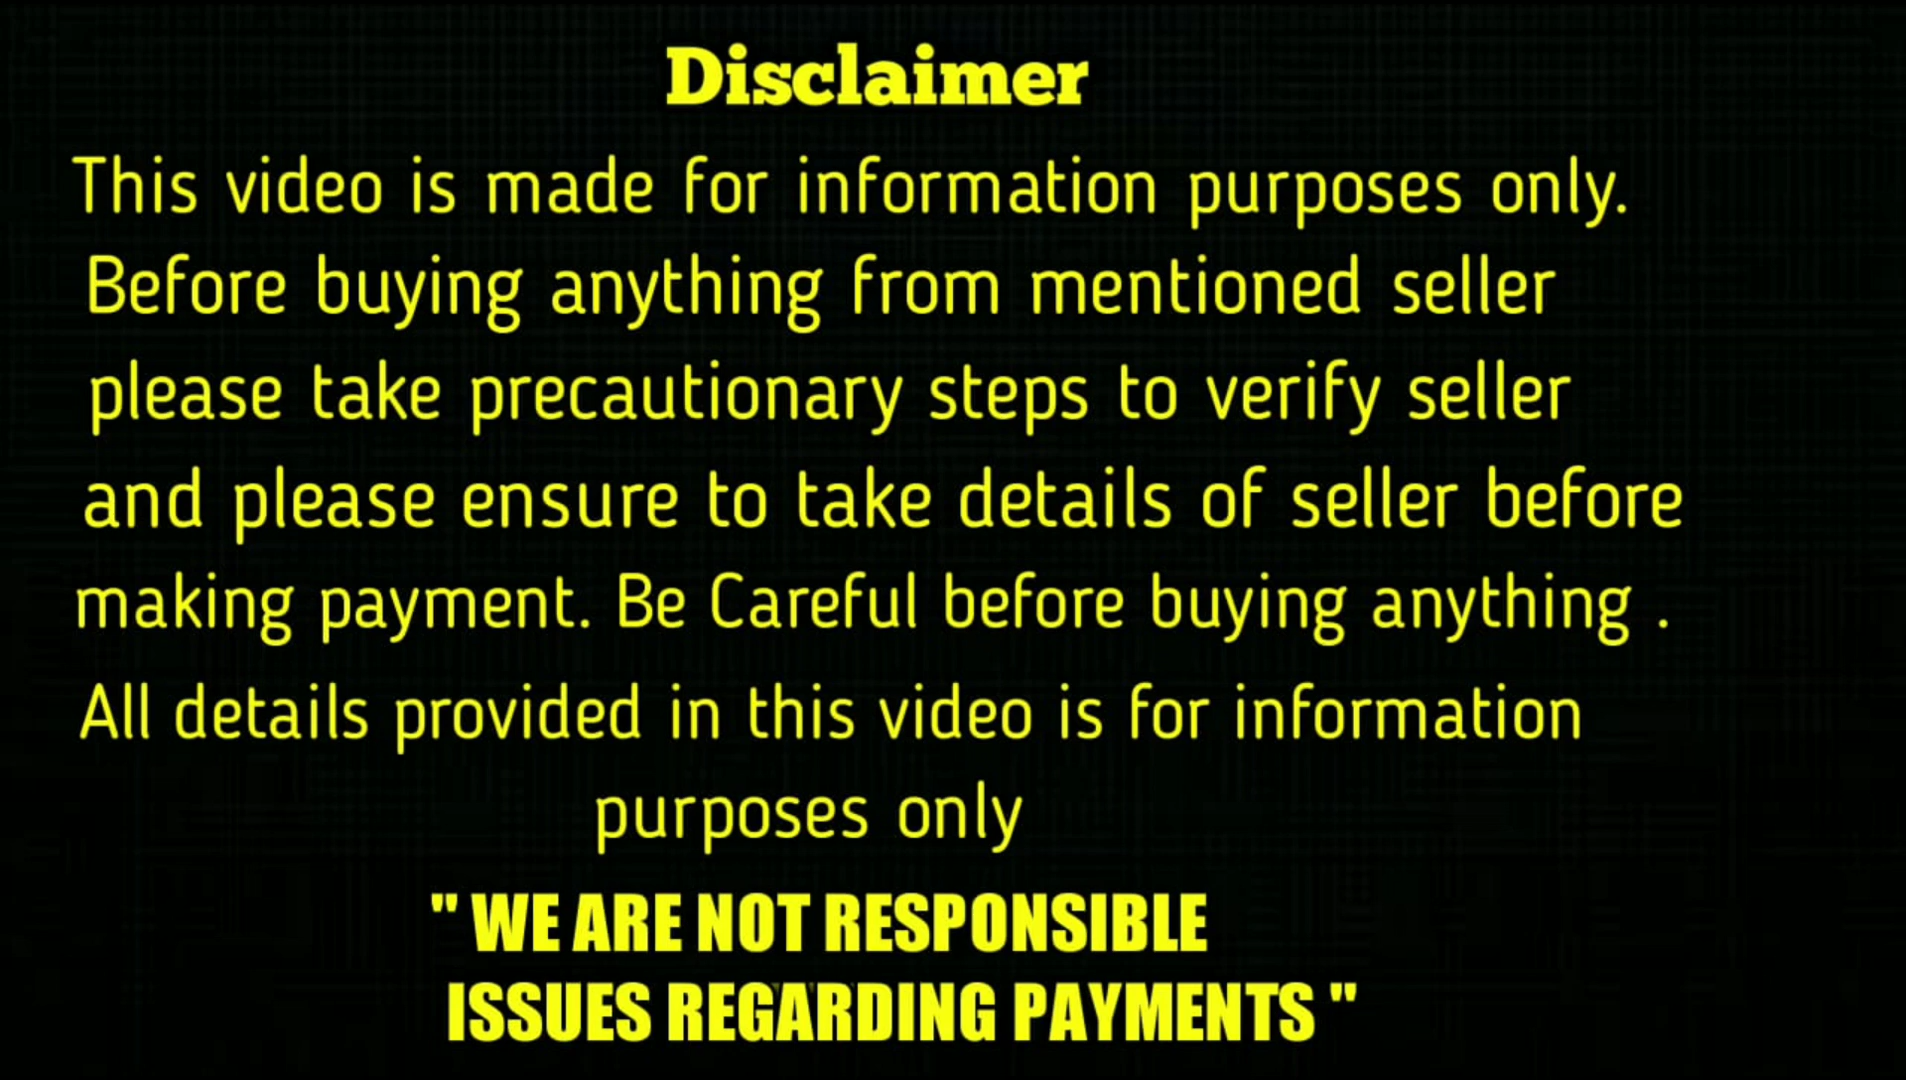 Disclaimer
This video is made for information purposes only.
Before buying anything from mentioned seller
please take precautionary steps to verify seller
and please ensure to take details of seller before
making payment. Be Careful before buying anything .
All details provided in this video is for information
purposes only
" WE ARE NOT RESPONSIBLE
ISSUES REGARDING PAYMENTS "